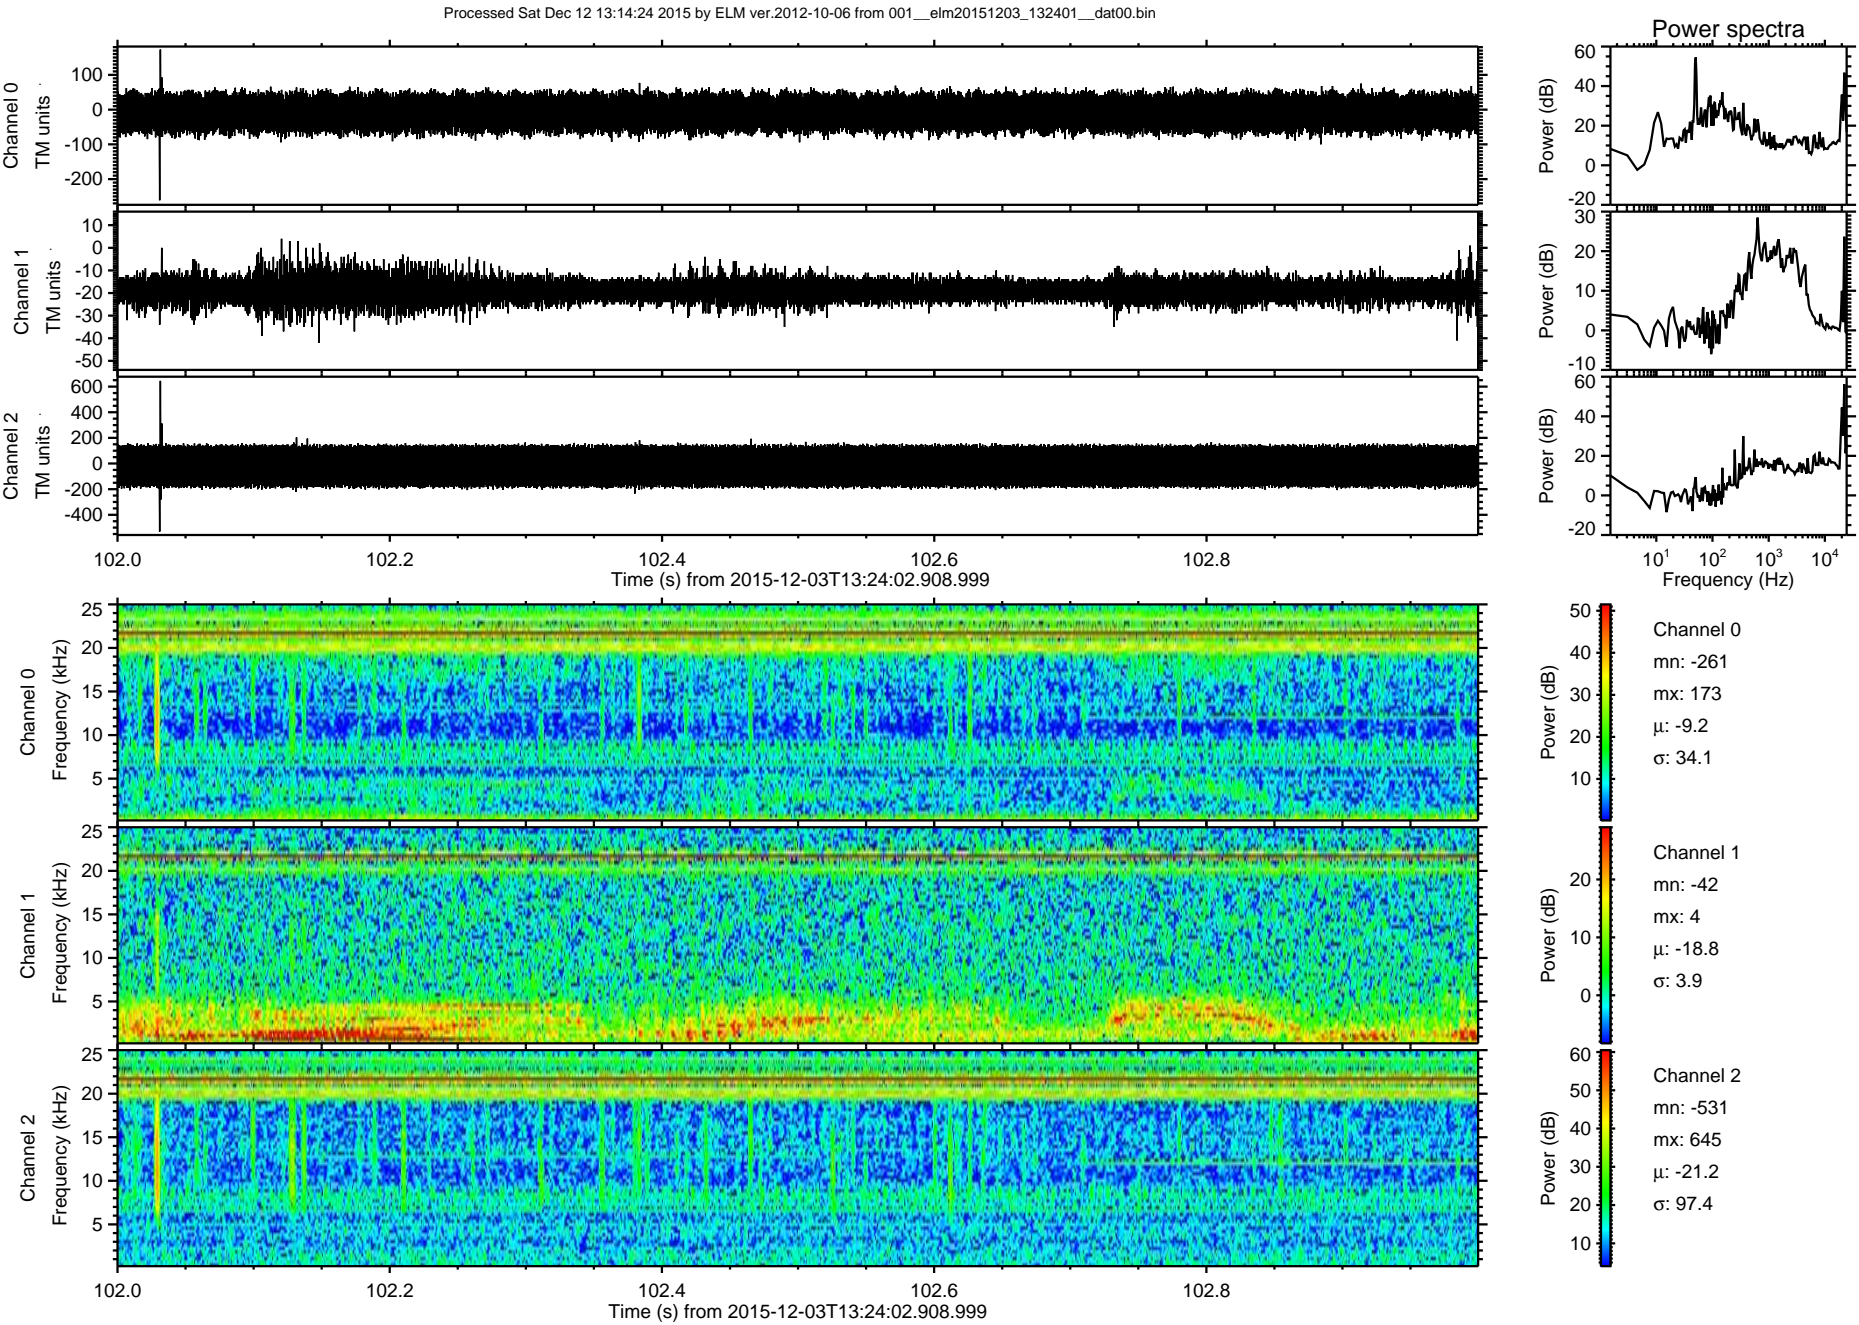 Processed Sat Dec 12 13:14:24 2015 by ELM ver.2012-10-06 from 001__elm20151203_132401__dat00.bin
Power spectra
Channel 0
TM units
100
0
-100
-200
Power (dB)
60
40
20
0
-20
Channel 1
TM units
10
0
-10
-20
-30
-40
-50
Power (dB)
30
20
10
0
-10
Channel 2
TM units
600
400
200
0
-200
-400
Power (dB)
60
40
20
0
-20
102.0 102.2 102.4 102.6 102.8
Time (s) from 2015-12-03T13:24:02.908.999
10¹ 10² 10³ 10⁴
Frequency (Hz)
Channel 0
Frequency (kHz)
25
20
15
10
5
Power (dB)
50
40
30
20
10
Channel 0
mn: -261
mx: 173
μ: -9.2
σ: 34.1
Channel 1
Frequency (kHz)
25
20
15
10
5
Power (dB)
20
10
0
Channel 1
mn: -42
mx: 4
μ: -18.8
σ: 3.9
Channel 2
Frequency (kHz)
25
20
15
10
5
Power (dB)
60
50
40
30
20
10
Channel 2
mn: -531
mx: 645
μ: -21.2
σ: 97.4
102.0 102.2 102.4 102.6 102.8
Time (s) from 2015-12-03T13:24:02.908.999